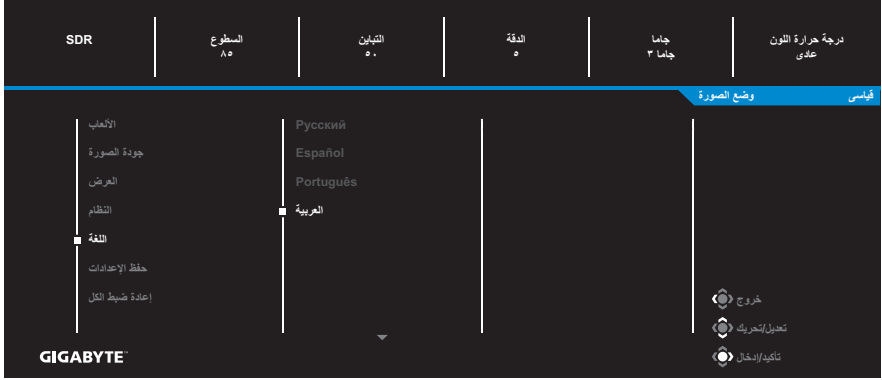 SDR
السطوع
٨٥
التباين
٥٠
الدقة
٥
جاما
جاما ٣
درجة حرارة اللون
عادى
وضع الصورة
قياسى
الألعاب
جودة الصورة
العرض
النظام
اللغة
حفظ الإعدادات
إعادة ضبط الكل
Русский
Español
Português
العربية
خروج
تعديل/تحريك
تأكيد/إدخال
GIGABYTE™